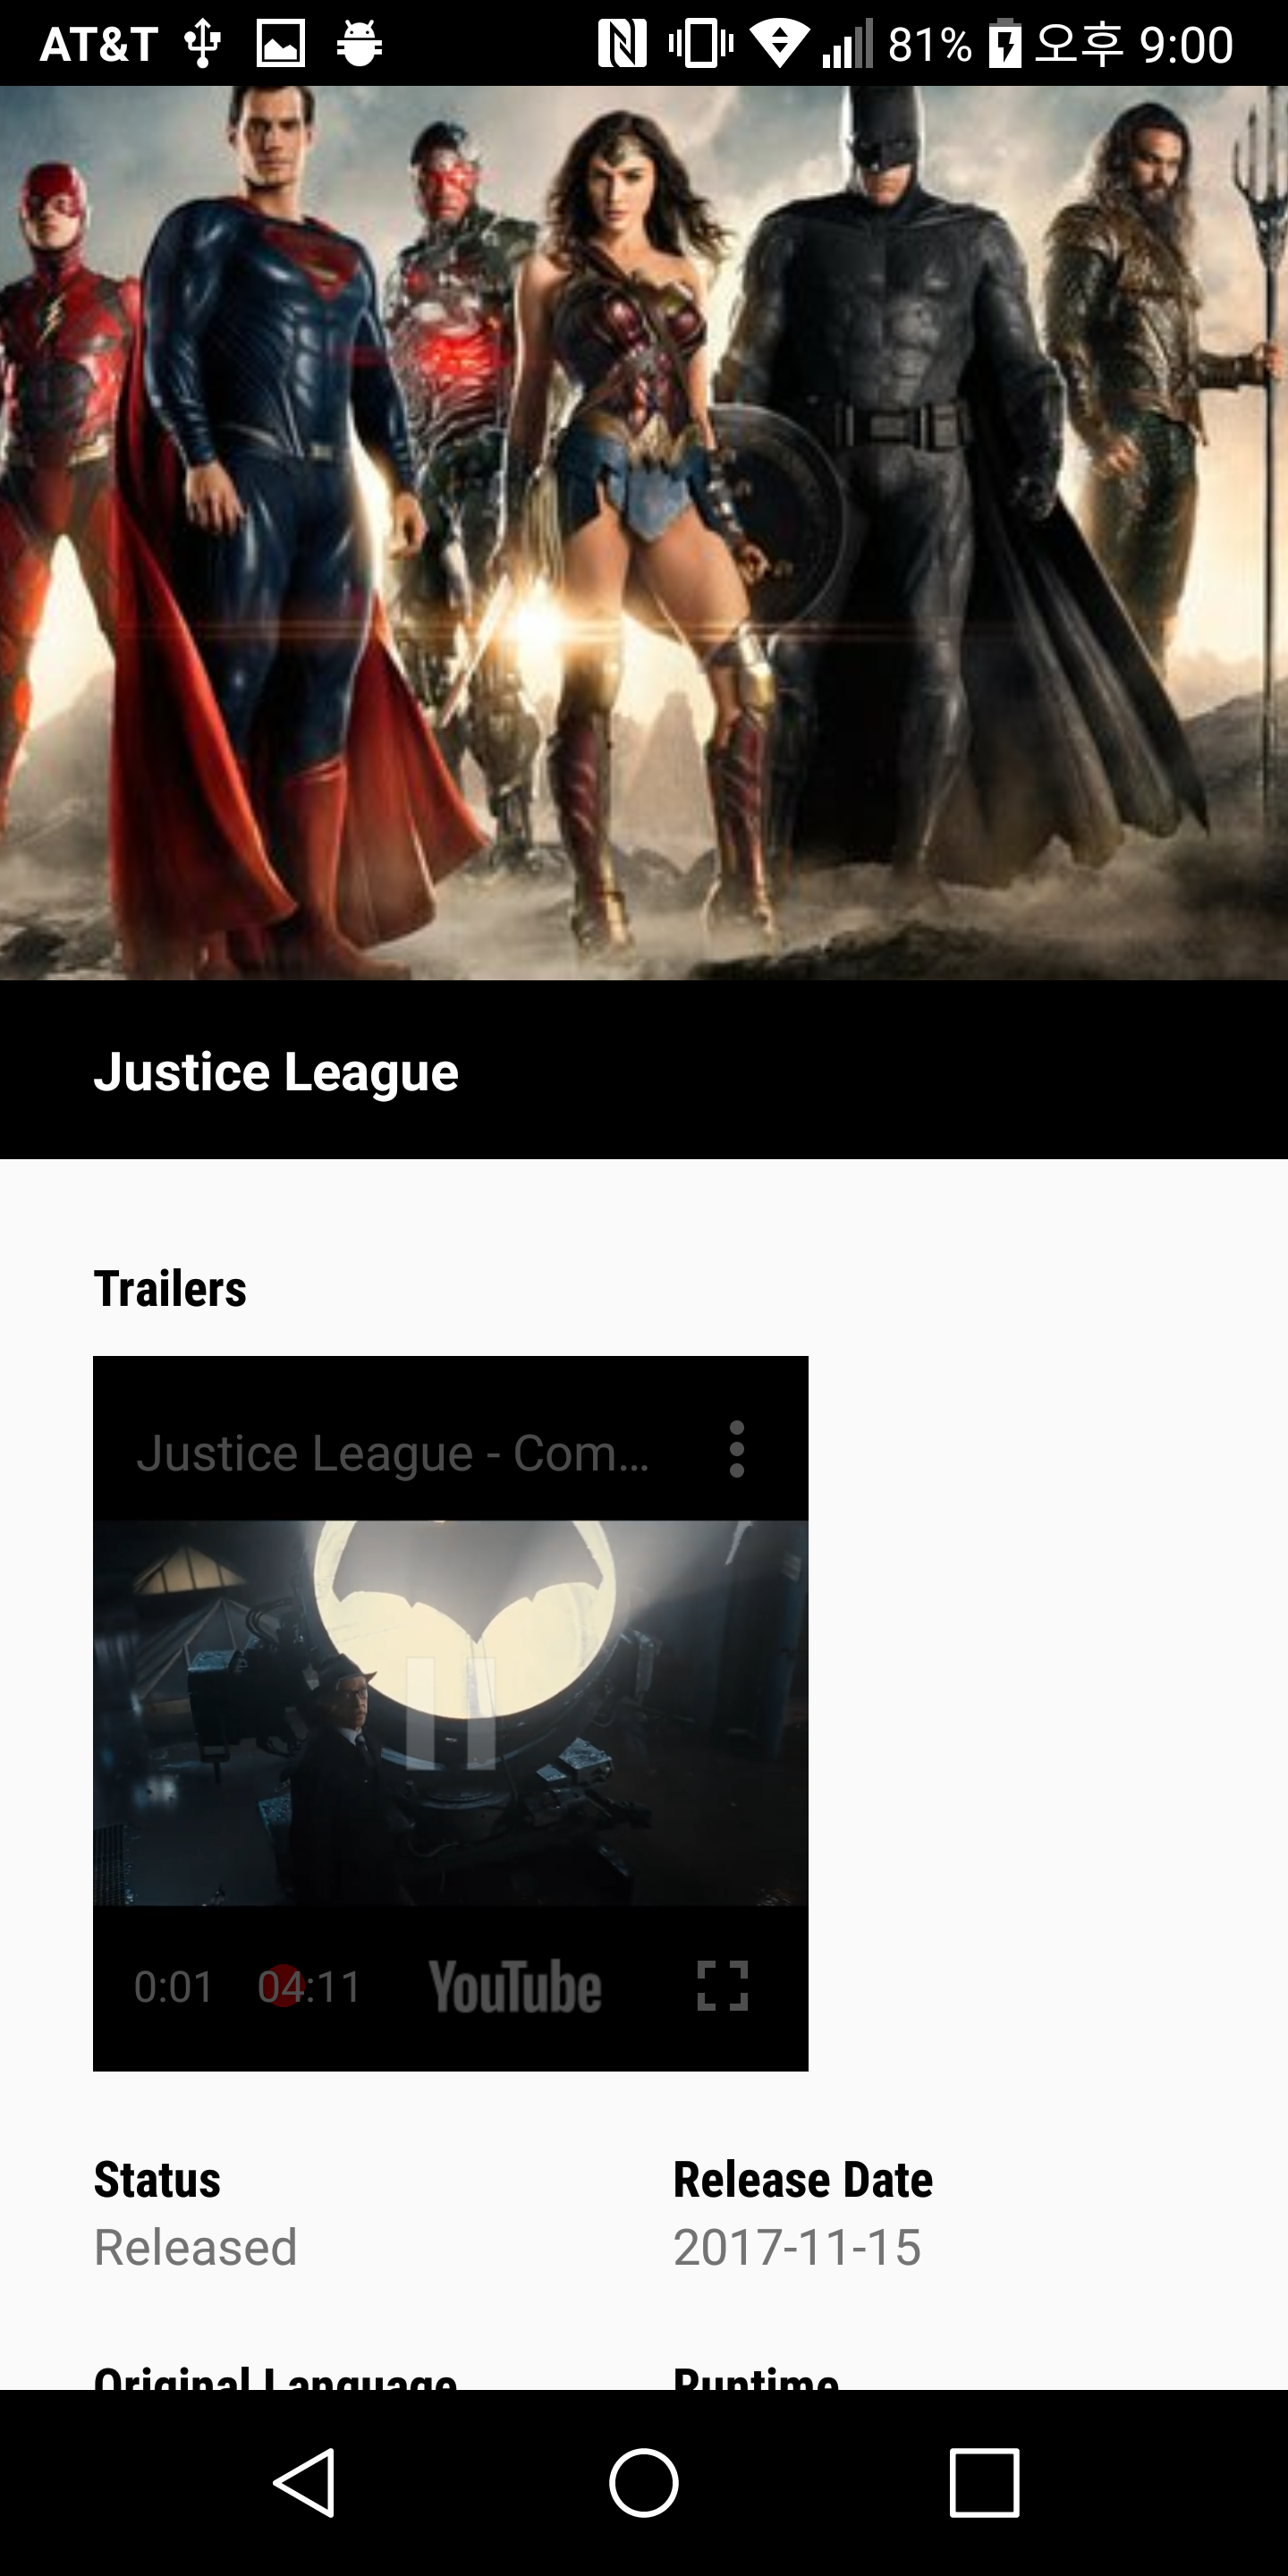 AT&T 81% 오후 9:00
Justice League
Trailers
Justice League - Com...
0:01 04:11 YouTube
Status Release Date
Released 2017-11-15
Original Language Runtime